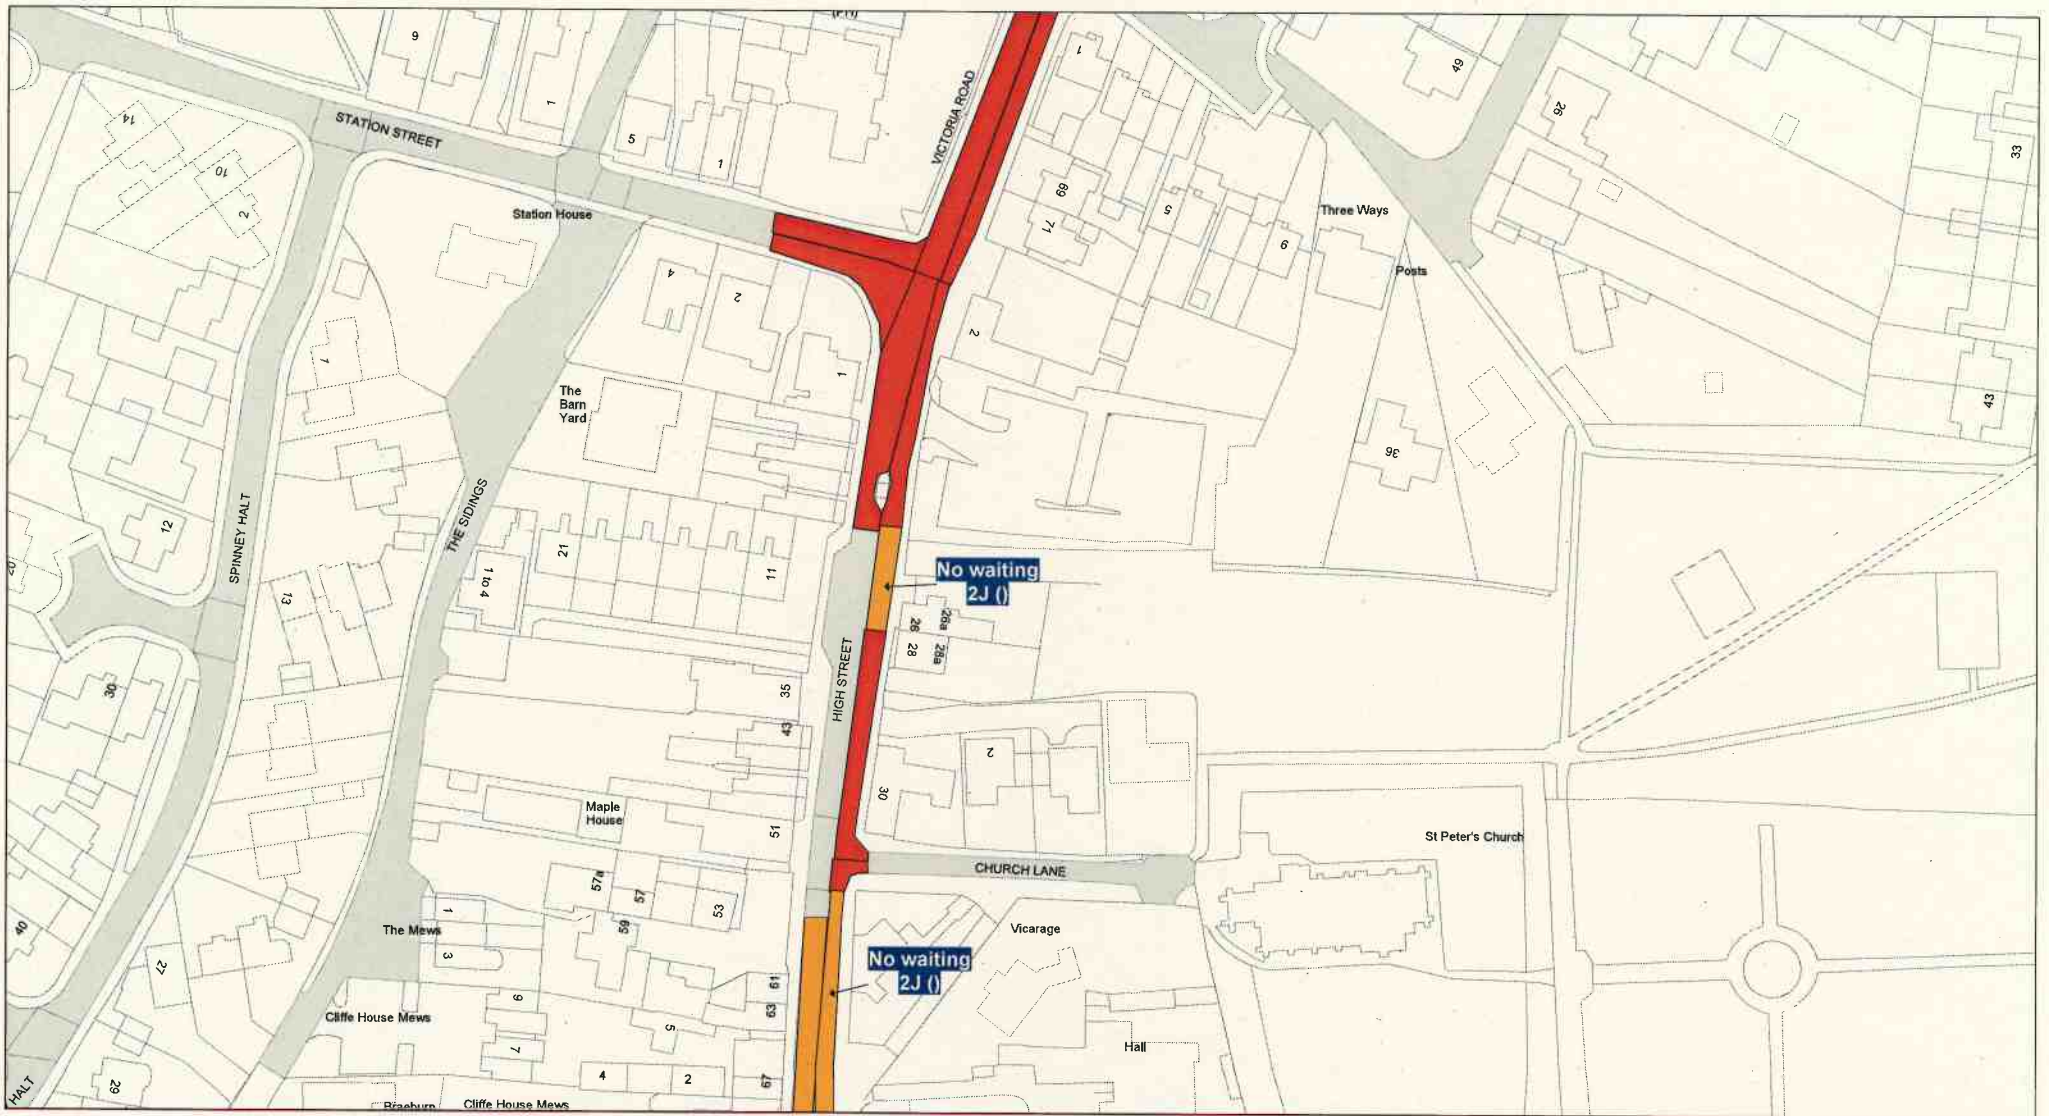 (PH)
6
1
1
49
26
33
14
STATION STREET
5
1
VICTORIA ROAD
10
2
69
71
5
9
Three Ways
Station House
Posts
4
2
2
1
1
The
Barn
Yard
43
36
12
SPINNEY HALT
THE SIDINGS
21
11
1 to 4
13
No waiting
2J ()
26
26a
28
28a
30
35
HIGH STREET
43
2
30
Maple
House
51
St Peter's Church
CHURCH LANE
57a
57
53
59
1
The Mews
3
40
27
Vicarage
No waiting
2J ()
61
63
9
Cliffe House Mews
5
7
Hall
4
2
67
29
HALT
Braeburn
Cliffe House Mews